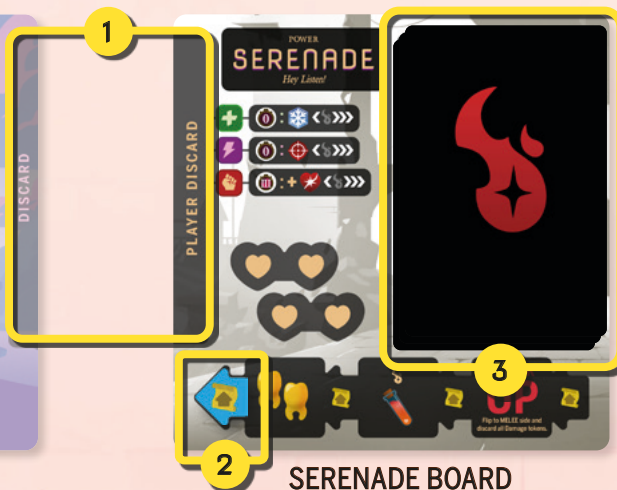 1
DISCARD
PLAYER DISCARD
POWER
SERENADE
Hey Listen!
0 :
0 :
III : +
3
UP
Flip to MELEE side and
discard all Damage tokens.
2
SERENADE BOARD